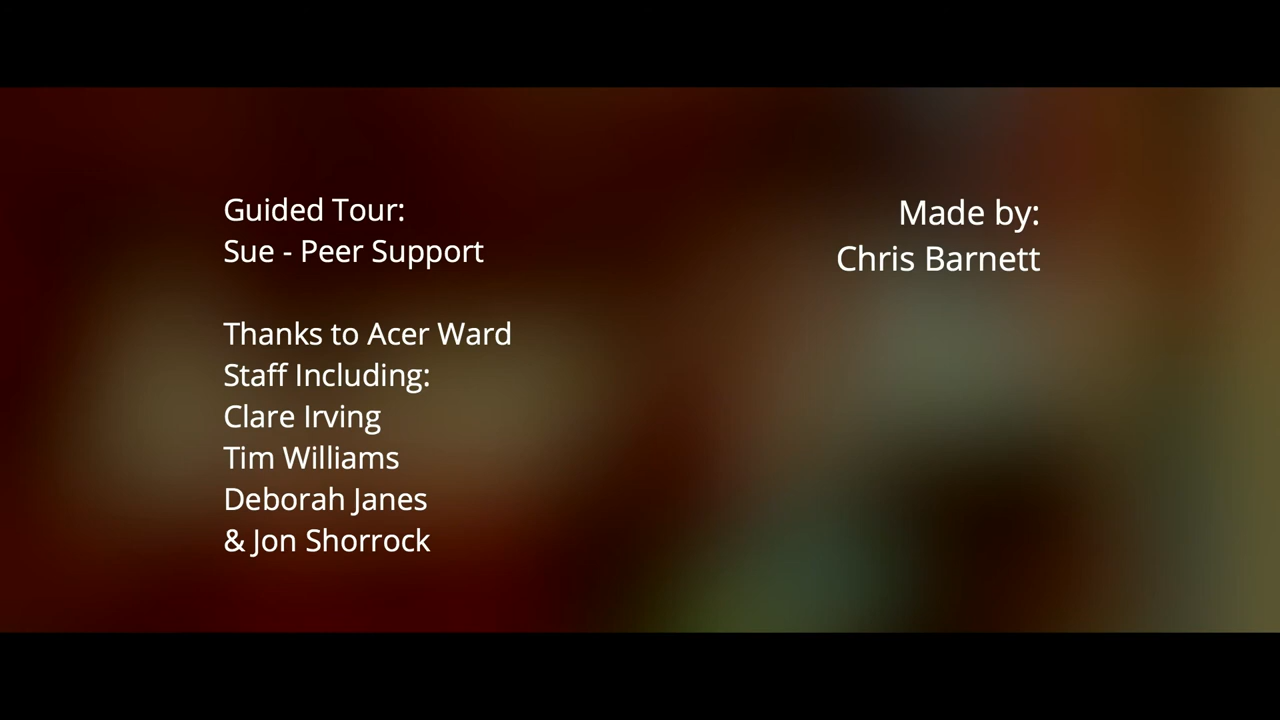 Guided Tour:
Sue - Peer Support
Thanks to Acer Ward
Staff Including:
Clare Irving
Tim Williams
Deborah Janes
& Jon Shorrock
Made by:
Chris Barnett